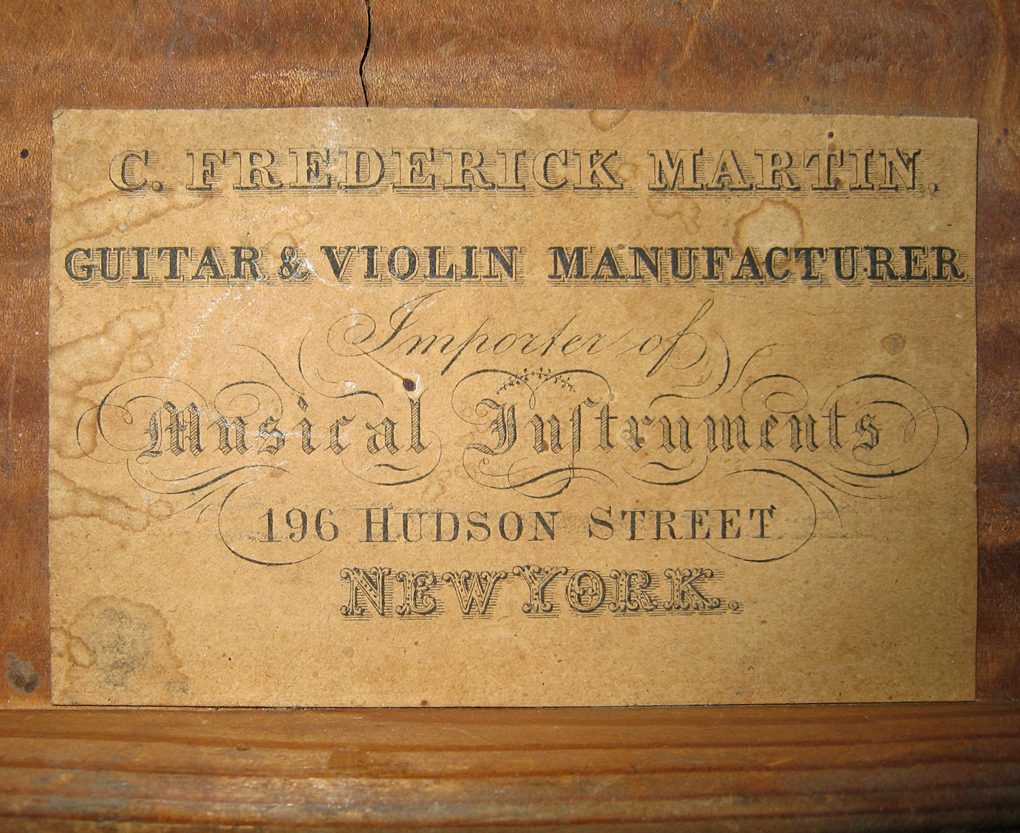 C. FREDERICK MARTIN,
GUITAR & VIOLIN MANUFACTURER
Importer of
Musical Inſtruments
196 HUDSON STREET
NEW YORK.